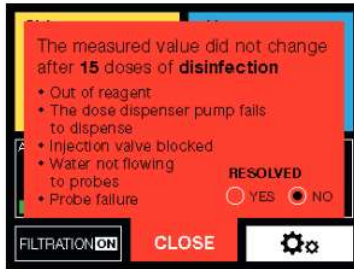 The measured value did not change
after 15 doses of disinfection
• Out of reagent
• The dose dispenser pump fails
to dispense
• Injection valve blocked
• Water not flowing
to probes
• Probe failure
RESOLVED
YES NO
FILTRATION ON
CLOSE